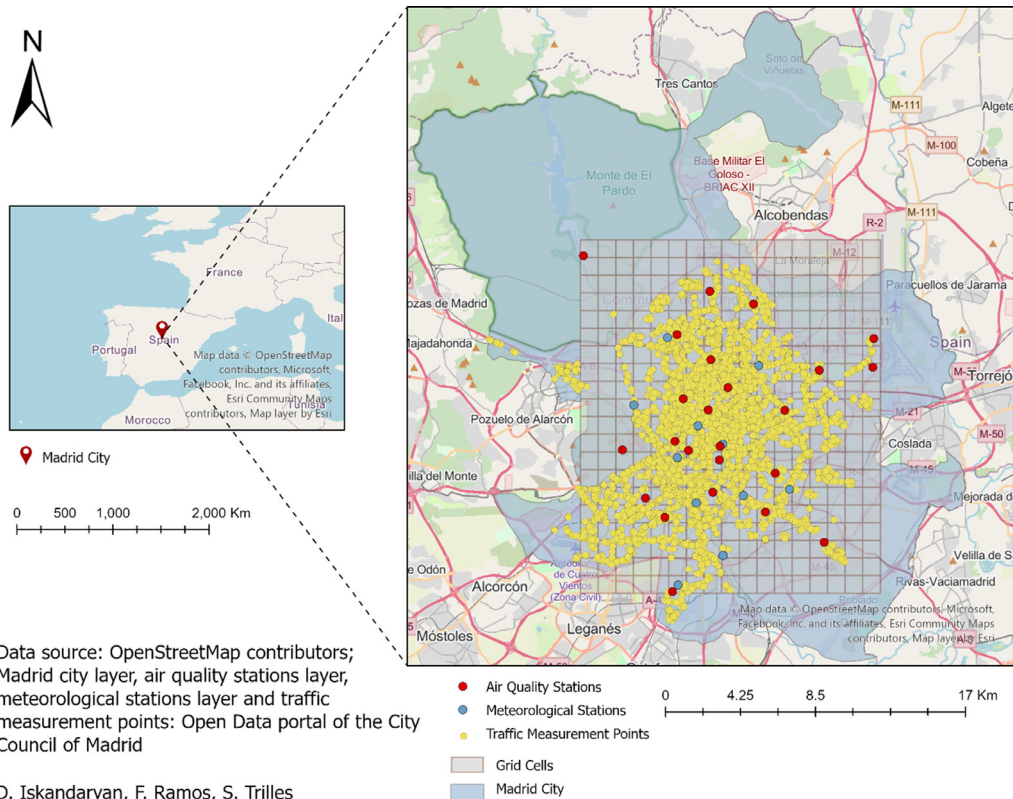 N
France
Portugal
Spain
Ital
Map data © OpenStreetMap
contributors, Microsoft,
Facebook, Inc. and its affiliates,
Esri Community Maps
contributors, Map layer by Esri
Tunisia
Morocco
Madrid City
0 500 1,000 2,000 Km
Data source: OpenStreetMap contributors;
Madrid city layer, air quality stations layer,
meteorological stations layer and traffic
measurement points: Open Data portal of the City
Council of Madrid
D. Iskandaryan, F. Ramos, S. Trilles
Soto de
Viñuelas
Tres Cantos
M-111
Algete
M-100
Cobeña
Base Militar El
Goloso -
BRIAC XII
Monte de El
Pardo
Alcobendas
R-2
M-111
La Moraleja
M-12
Paracuellos de Jarama
ozas de Madrid
M-111
ajadahonda
Spain
Torrejó
Pozuelo de Alarcón
M-21
M-50
Coslada
M-45
illa del Monte
Mejorada d
Velilla de S
e Odón
de Cuatro
Vientos
(Zona Civil)
M-45
Rivas-Vaciamadrid
Alcorcón
A-4
Leganés
Móstoles
Map data © OpenStreetMap contributors, Microsoft,
Facebook, Inc. and its affiliates, Esri Community Maps
contributors, Map layer by Esri
A-3
Air Quality Stations
Meteorological Stations
Traffic Measurement Points
Grid Cells
Madrid City
0 4.25 8.5 17 Km